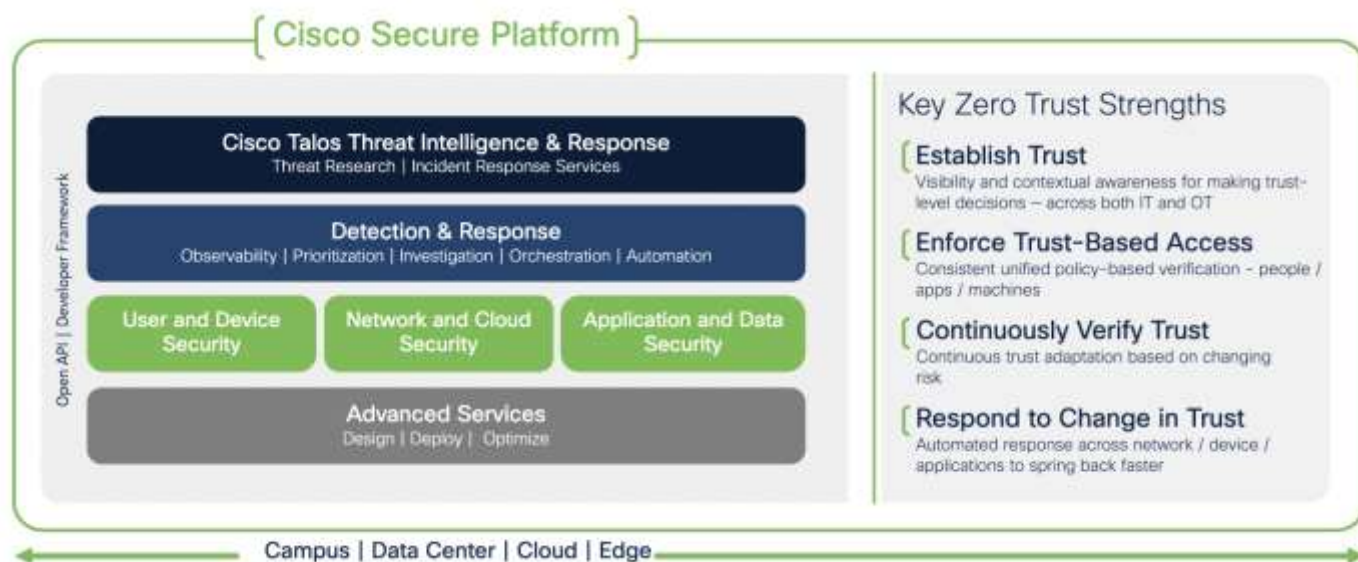 Cisco Secure Platform
Open API | Developer Framework
Cisco Talos Threat Intelligence & Response
Threat Research | Incident Response Services
Detection & Response
Observability | Prioritization | Investigation | Orchestration | Automation
User and Device
Security
Network and Cloud
Security
Application and Data
Security
Advanced Services
Design | Deploy | Optimize
Key Zero Trust Strengths
Establish Trust
Visibility and contextual awareness for making trust-
level decisions – across both IT and OT
Enforce Trust-Based Access
Consistent unified policy-based verification - people /
apps / machines
Continuously Verify Trust
Continuous trust adaptation based on changing
risk
Respond to Change in Trust
Automated response across network / device /
applications to spring back faster
Campus | Data Center | Cloud | Edge